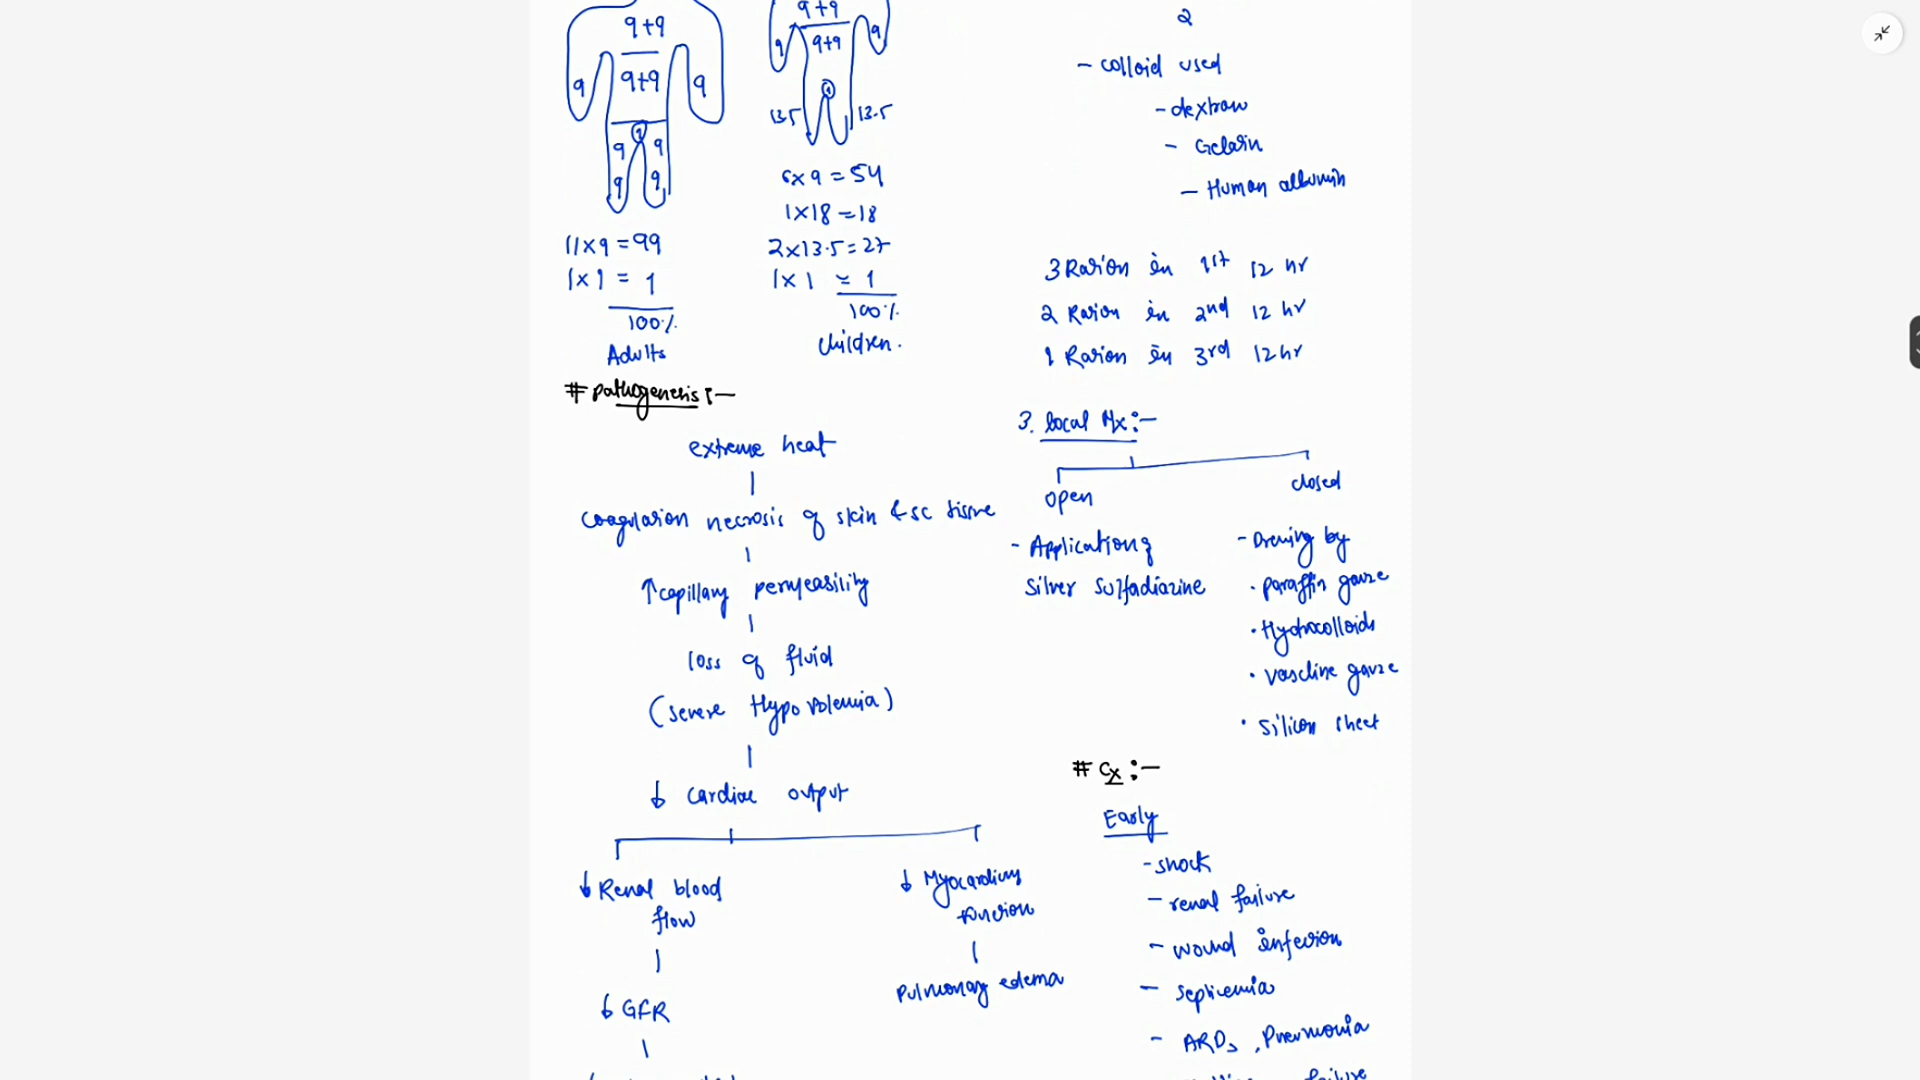 9+9
9+9
9
9
9
9 9
9 9
11x9 = 99
1x1 = 1
100%
Adults
9+9
9+9
9
9
9
13.5
13.5
6x9 = 54
1x18 = 18
2x13.5 = 27
1x1 = 1
100%
children.
# pathogenesis :-
extreme heat
coagulation necrosis of skin & sc tissue
↑ capillary permeasility
loss of fluid
(severe Hypovolemia)
↓ cardiac output
↓ Renal blood
flow
↓ GFR
↓ Myocardium
function
pulmonary edema
2
- colloid used
- dextran
- Gelatin
- Human albumin
3 Ration in 1st 12 hr
2 Ration in 2nd 12 hr
1 Ration in 3rd 12 hr
3. local Mx :-
open
- Application of
silver sulfadiazine
closed
- Dressing by
· paraffin gauze
· Hydrocolloids
· vaseline gauze
· silicon sheet
# Cx :-
Early
- shock
- renal failure
- wound infection
- septicemia
- ARDs, Pneumonia
failure